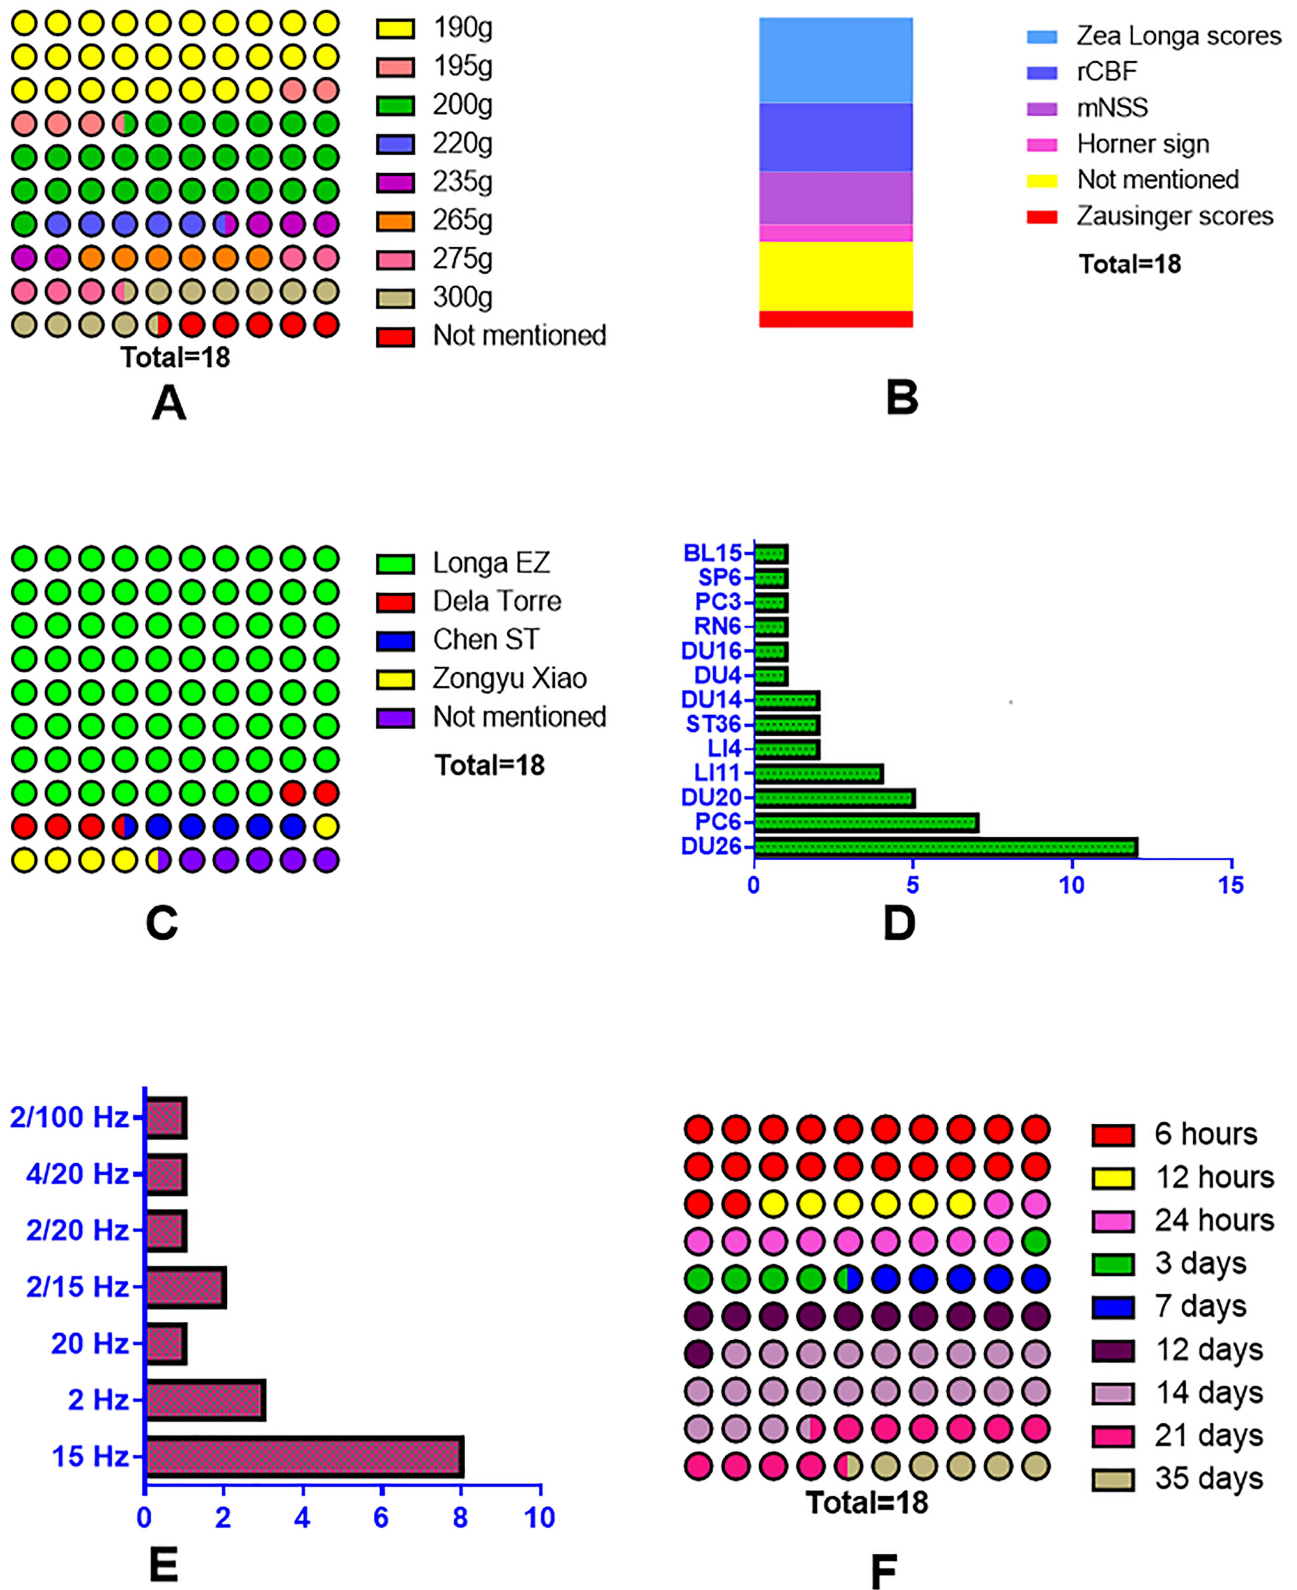 190g
195g
200g
220g
235g
265g
275g
300g
Not mentioned
Total=18
A
Zea Longa scores
rCBF
mNSS
Horner sign
Not mentioned
Zausinger scores
Total=18
B
Longa EZ
Dela Torre
Chen ST
Zongyu Xiao
Not mentioned
Total=18
C
BL15
SP6
PC3
RN6
DU16
DU4
DU14
ST36
LI4
LI11
DU20
PC6
DU26
0 5 10 15
D
2/100 Hz
4/20 Hz
2/20 Hz
2/15 Hz
20 Hz
2 Hz
15 Hz
0 2 4 6 8 10
E
6 hours
12 hours
24 hours
3 days
7 days
12 days
14 days
21 days
35 days
Total=18
F